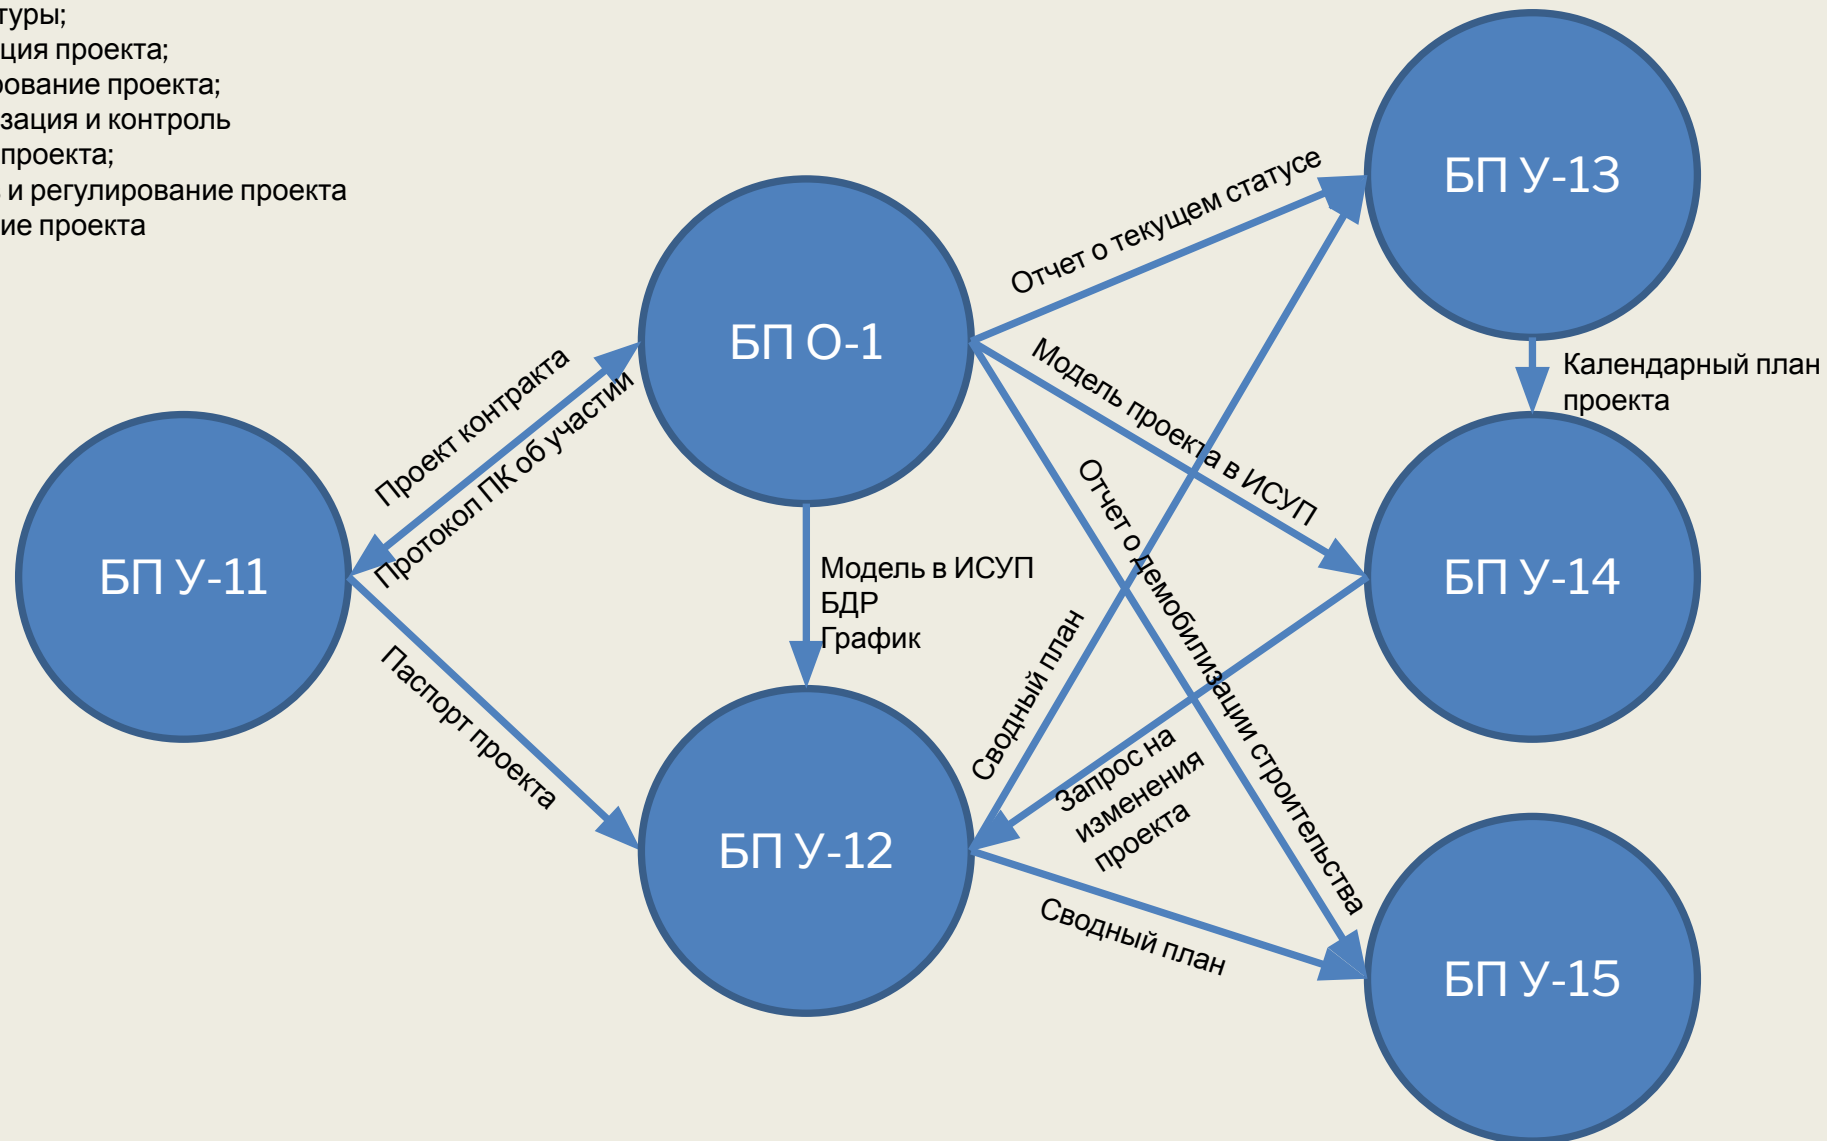 туры;
ция проекта;
рование проекта;
зация и контроль
проекта;
и регулирование проекта
ие проекта
БП У-13
Отчет о текущем статусе
БП О-1
Календарный план
проекта
Модель проекта в ИСУП
Проект контракта
Протокол ПК об участии
БП У-11
Модель в ИСУП
БДР
График
Отчет о демобилизации строительства
БП У-14
Сводный план
Паспорт проекта
Запрос на
изменения
проекта
БП У-12
Сводный план
БП У-15